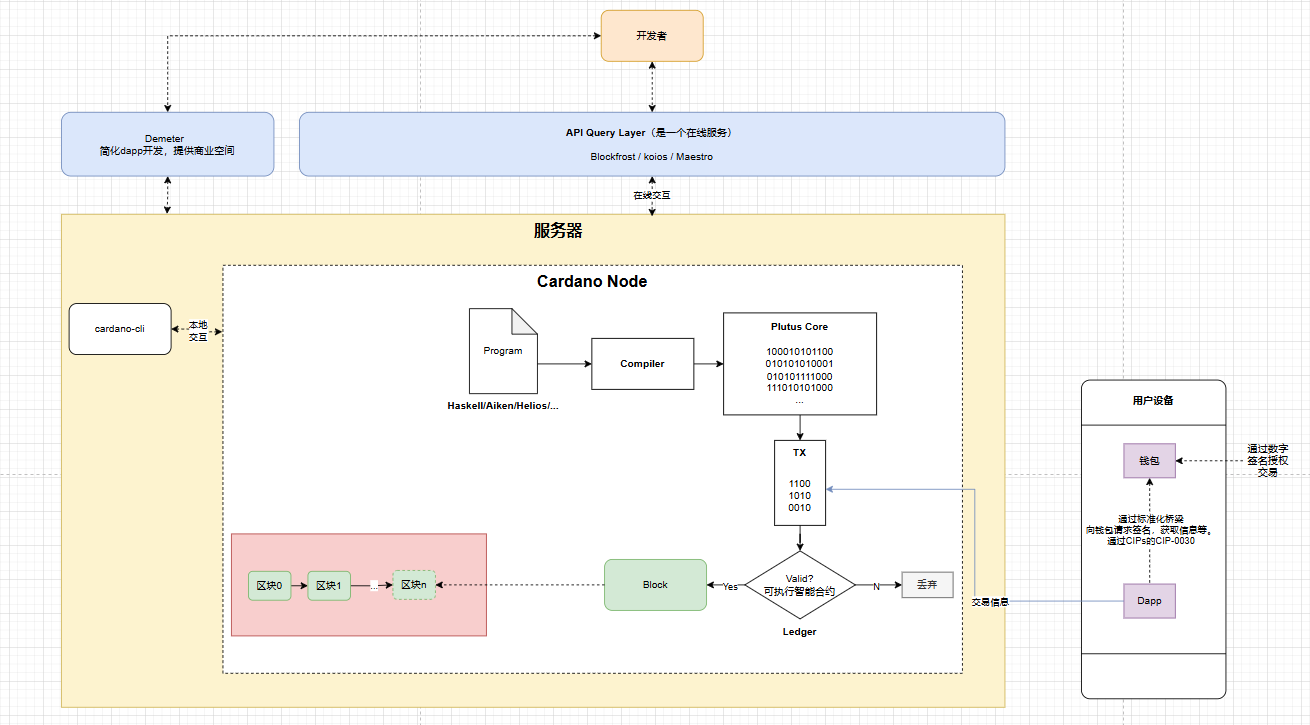 开发者
Demeter
简化dapp开发，提供商业空间
API Query Layer（是一个在线服务）
Blockfrost / koios / Maestro
在线交互
服务器
Cardano Node
cardano-cli
本地
交互
Program
Haskell/Aiken/Helios/...
Compiler
Plutus Core
100010101100
010101010001
010101111000
111010101000
...
TX
1100
1010
0010
Valid?
可执行智能合约
Ledger
Yes
N
丢弃
Block
区块0
区块1
...
区块n
交易信息
用户设备
钱包
通过数字
签名授权
交易
通过标准化桥梁
向钱包请求签名，获取信息等。
通过CIPs的CIP-0030
Dapp